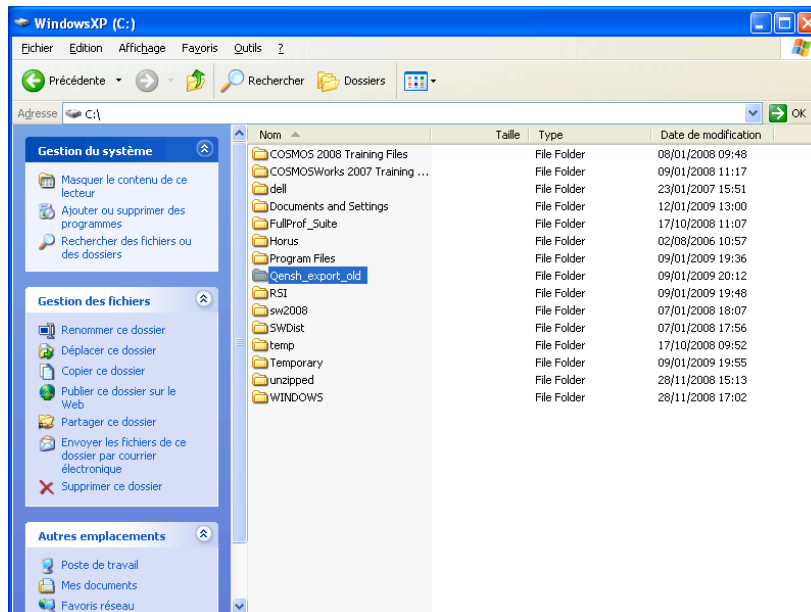 WindowsXP (C:)
Fichier Edition Affichage Favoris Outils ?
Précédente Rechercher Dossiers
Adresse C:\ OK
Gestion du système
Masquer le contenu de ce
lecteur
Ajouter ou supprimer des
programmes
Rechercher des fichiers ou
des dossiers
Gestion des fichiers
Renommer ce dossier
Déplacer ce dossier
Copier ce dossier
Publier ce dossier sur le
Web
Partager ce dossier
Envoyer les fichiers de ce
dossier par courrier
électronique
Supprimer ce dossier
Autres emplacements
Poste de travail
Mes documents
Favoris réseau
Nom Taille Type Date de modification
COSMOS 2008 Training Files File Folder 08/01/2008 09:48
COSMOSWorks 2007 Training ... File Folder 09/01/2008 11:17
dell File Folder 23/01/2007 15:51
Documents and Settings File Folder 12/01/2009 13:00
FullProf_Suite File Folder 17/10/2008 11:07
Horus File Folder 02/08/2006 10:57
Program Files File Folder 09/01/2009 19:36
Qensh_export_old File Folder 09/01/2009 20:12
RSI File Folder 09/01/2009 19:48
sw2008 File Folder 07/01/2008 18:07
SWDist File Folder 07/01/2008 17:56
temp File Folder 17/10/2008 09:52
Temporary File Folder 09/01/2009 19:55
unzipped File Folder 28/11/2008 15:13
WINDOWS File Folder 28/11/2008 17:02